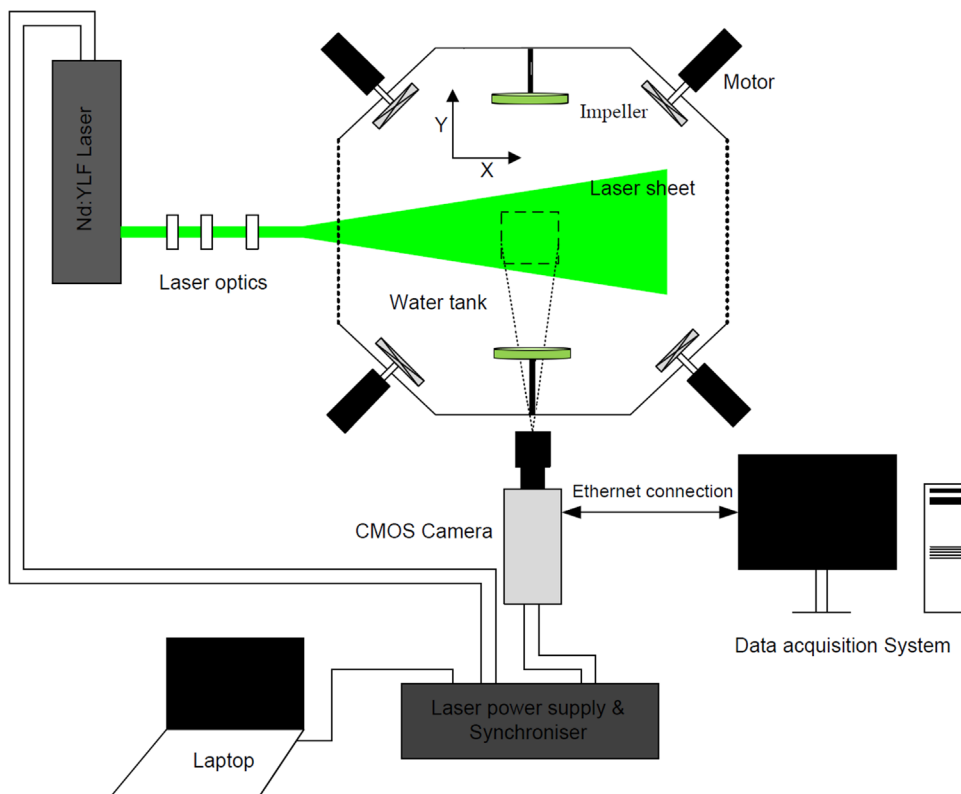 Motor
Impeller
Y
X
Nd:YLF Laser
Laser sheet
Laser optics
Water tank
Ethernet connection
CMOS Camera
Data acquisition System
Laser power supply &
Synchroniser
Laptop